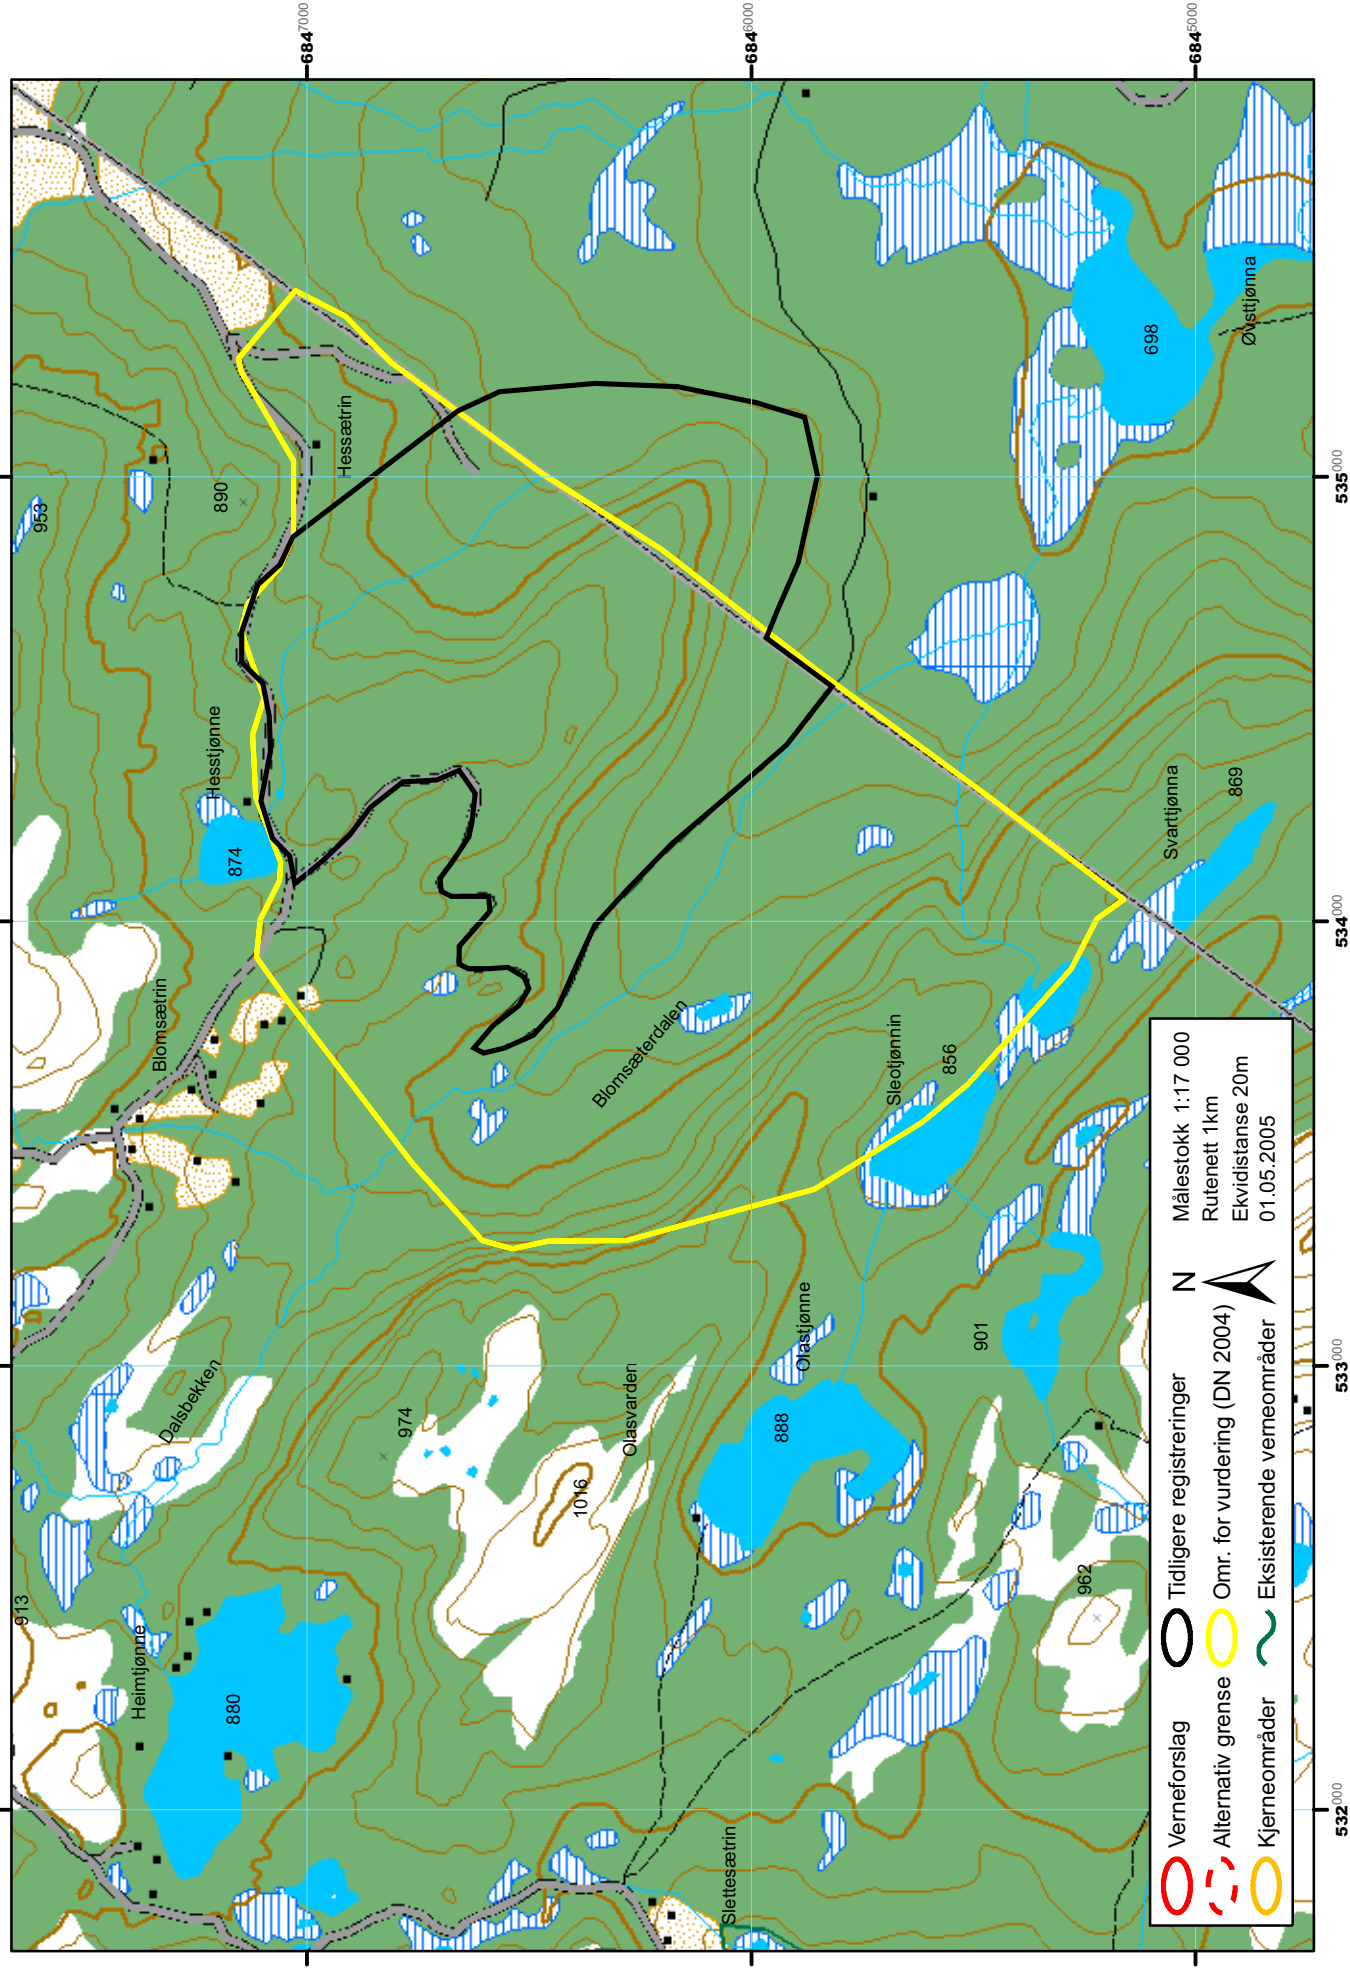 6847000
6846000
6845000
535000
534000
533000
532000
953
890
Hessætrin
Hesstjønne
874
Blomsætrin
Blomsæterdalen
Sleotjønnin
856
Svarttjønna
869
698
Øvsttjønna
Dalsbekken
974
1016
Olasvarden
Olastjønne
888
901
962
913
Heimtjønne
880
Slettesætrin
Verneforslag
Alternativ grense
Kjerneområder
Tidligere registreringer
Omr. for vurdering (DN 2004)
Eksisterende verneområder
N
Målestokk 1:17 000
Rutenett 1km
Ekvidistanse 20m
01.05.2005